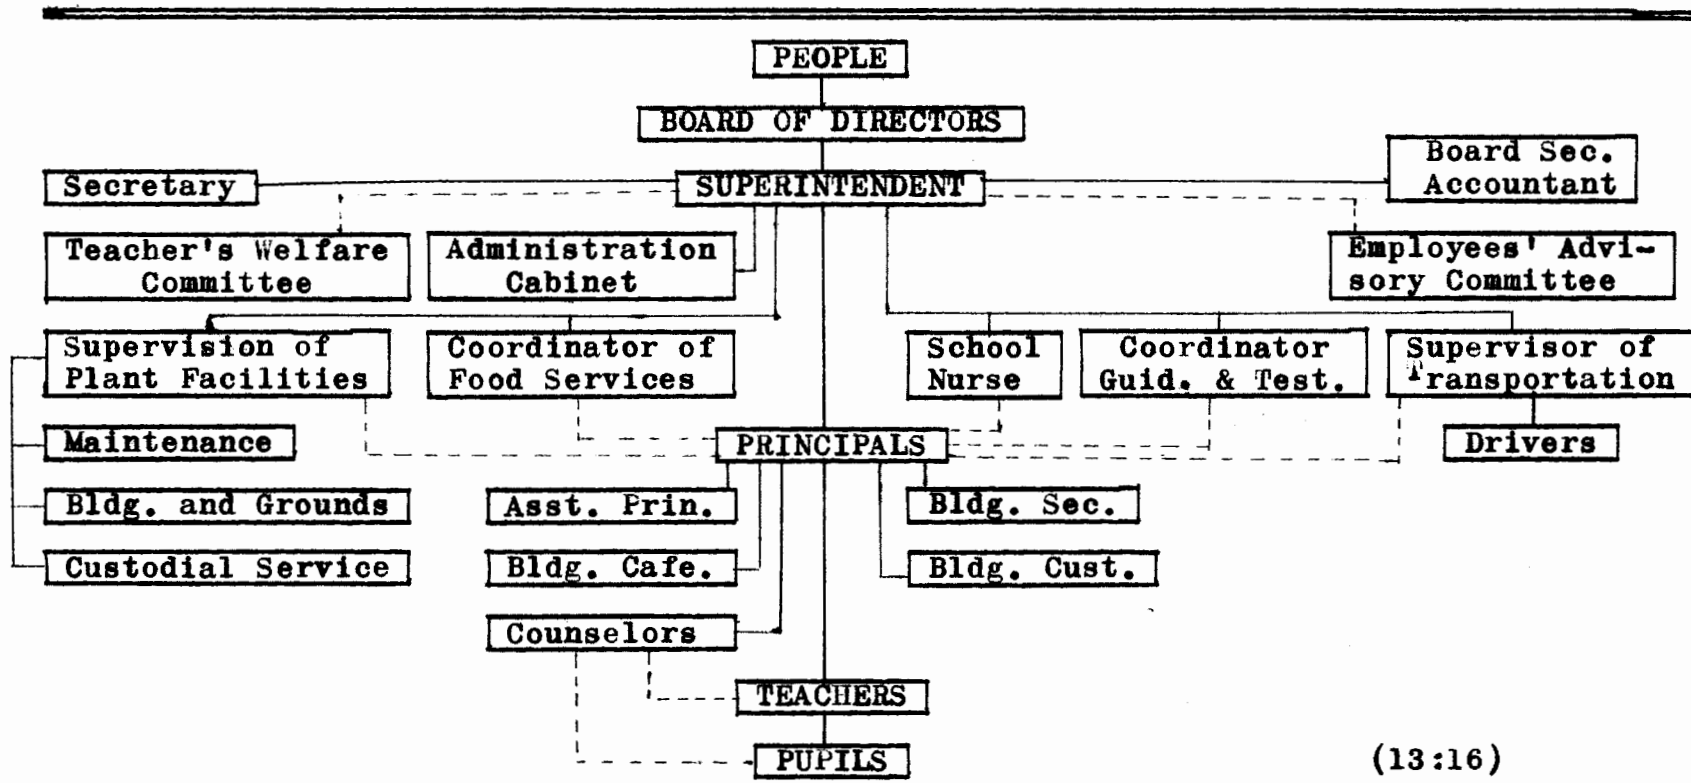 PEOPLE
BOARD OF DIRECTORS
Secretary
SUPERINTENDENT
Board Sec.
Accountant
Teacher's Welfare
Committee
Administration
Cabinet
Employees' Advi-
sory Committee
Supervision of
Plant Facilities
Coordinator of
Food Services
School
Nurse
Coordinator
Guid. & Test.
Supervisor of
Transportation
Maintenance
PRINCIPALS
Drivers
Bldg. and Grounds
Asst. Prin.
Bldg. Sec.
Custodial Service
Bldg. Cafe.
Bldg. Cust.
Counselors
TEACHERS
PUPILS
(13:16)